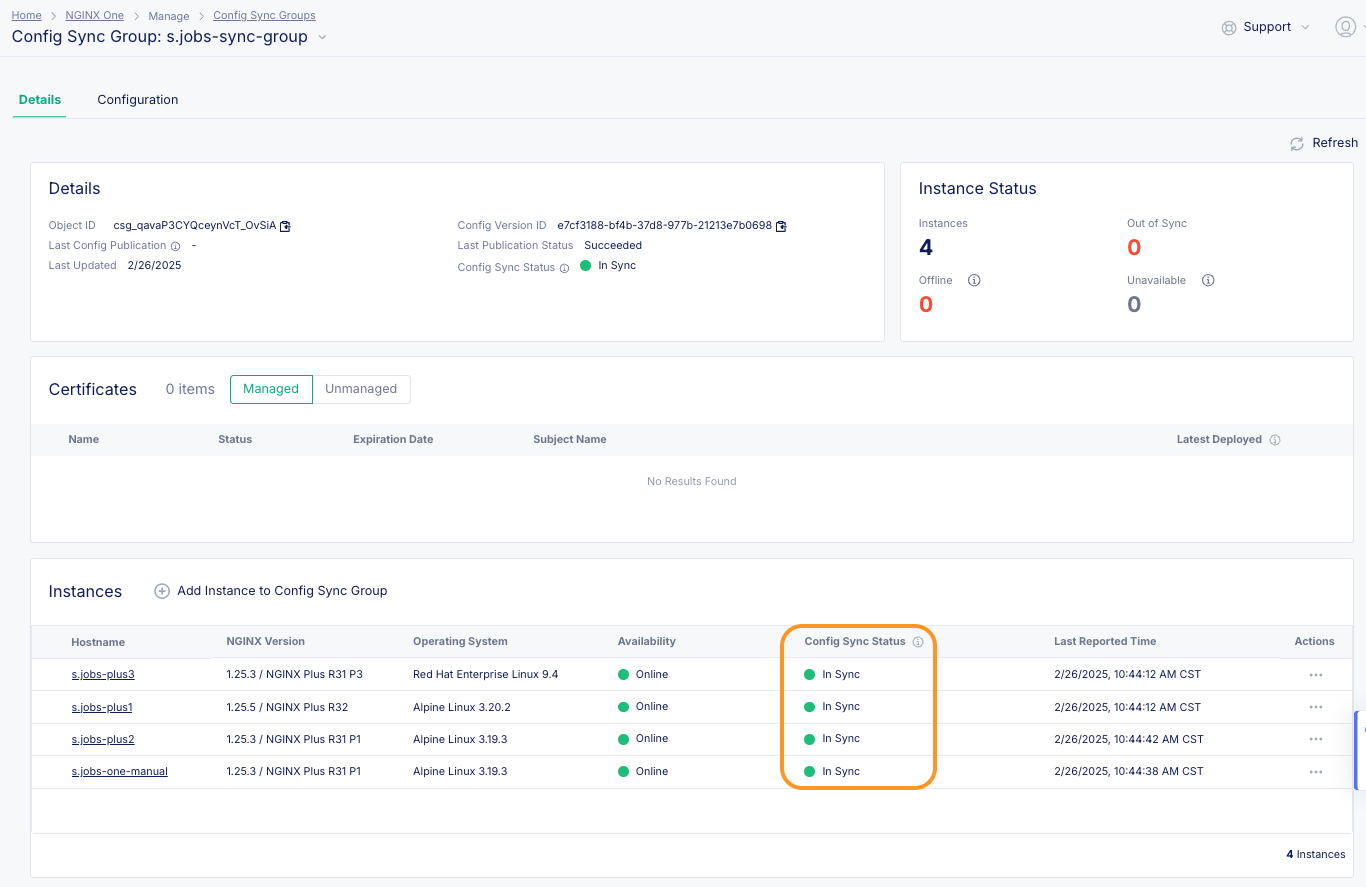 Home > NGINX One > Manage > Config Sync Groups
Config Sync Group: s.jobs-sync-group
Support
Details Configuration
Refresh
Details
Object ID csg_qavaP3CYQceynVcT_OvSiA
Config Version ID e7cf3188-bf4b-37d8-977b-21213e7b0698
Last Config Publication -
Last Publication Status Succeeded
Last Updated 2/26/2025
Config Sync Status In Sync
Instance Status
Instances Out of Sync
4 0
Offline Unavailable
0 0
Certificates 0 items Managed Unmanaged
Name Status Expiration Date Subject Name Latest Deployed
No Results Found
Instances Add Instance to Config Sync Group
Hostname NGINX Version Operating System Availability Config Sync Status Last Reported Time Actions
s.jobs-plus3 1.25.3 / NGINX Plus R31 P3 Red Hat Enterprise Linux 9.4 Online In Sync 2/26/2025, 10:44:12 AM CST
s.jobs-plus1 1.25.5 / NGINX Plus R32 Alpine Linux 3.20.2 Online In Sync 2/26/2025, 10:44:12 AM CST
s.jobs-plus2 1.25.3 / NGINX Plus R31 P1 Alpine Linux 3.19.3 Online In Sync 2/26/2025, 10:44:42 AM CST
s.jobs-one-manual 1.25.3 / NGINX Plus R31 P1 Alpine Linux 3.19.3 Online In Sync 2/26/2025, 10:44:38 AM CST
4 Instances